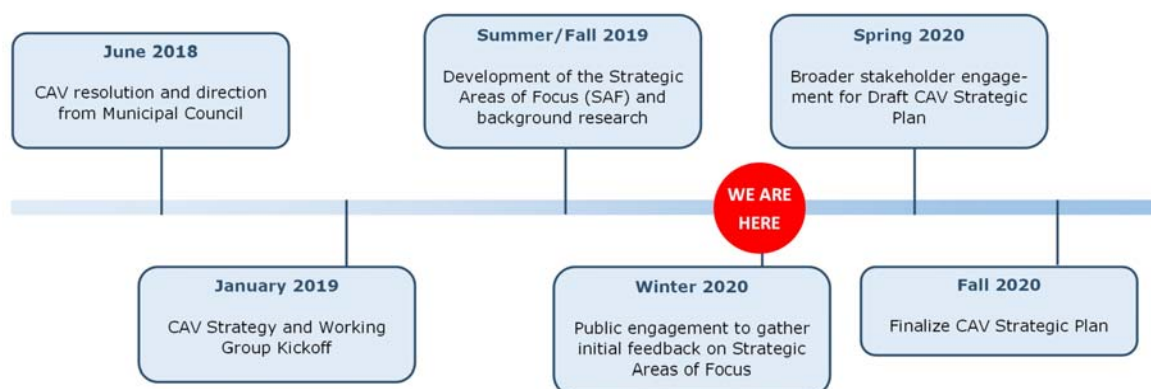 June 2018
CAV resolution and direction
from Municipal Council
Summer/Fall 2019
Development of the Strategic
Areas of Focus (SAF) and
background research
Spring 2020
Broader stakeholder engage-
ment for Draft CAV Strategic
Plan
WE ARE
HERE
January 2019
CAV Strategy and Working
Group Kickoff
Winter 2020
Public engagement to gather
initial feedback on Strategic
Areas of Focus
Fall 2020
Finalize CAV Strategic Plan